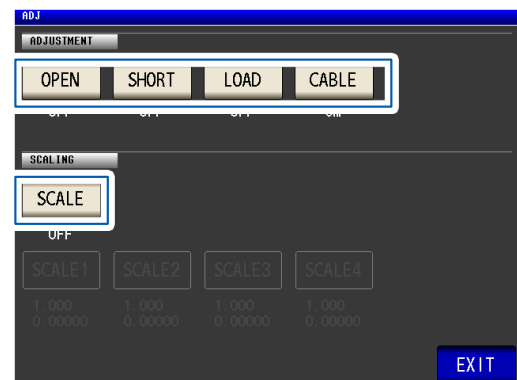 ADJ
ADJUSTMENT
OPEN SHORT LOAD CABLE
SCALING
SCALE
OFF
SCALE1 SCALE2 SCALE3 SCALE4
1.000 1.000 1.000 1.000
0.00000 0.00000 0.00000 0.00000
EXIT